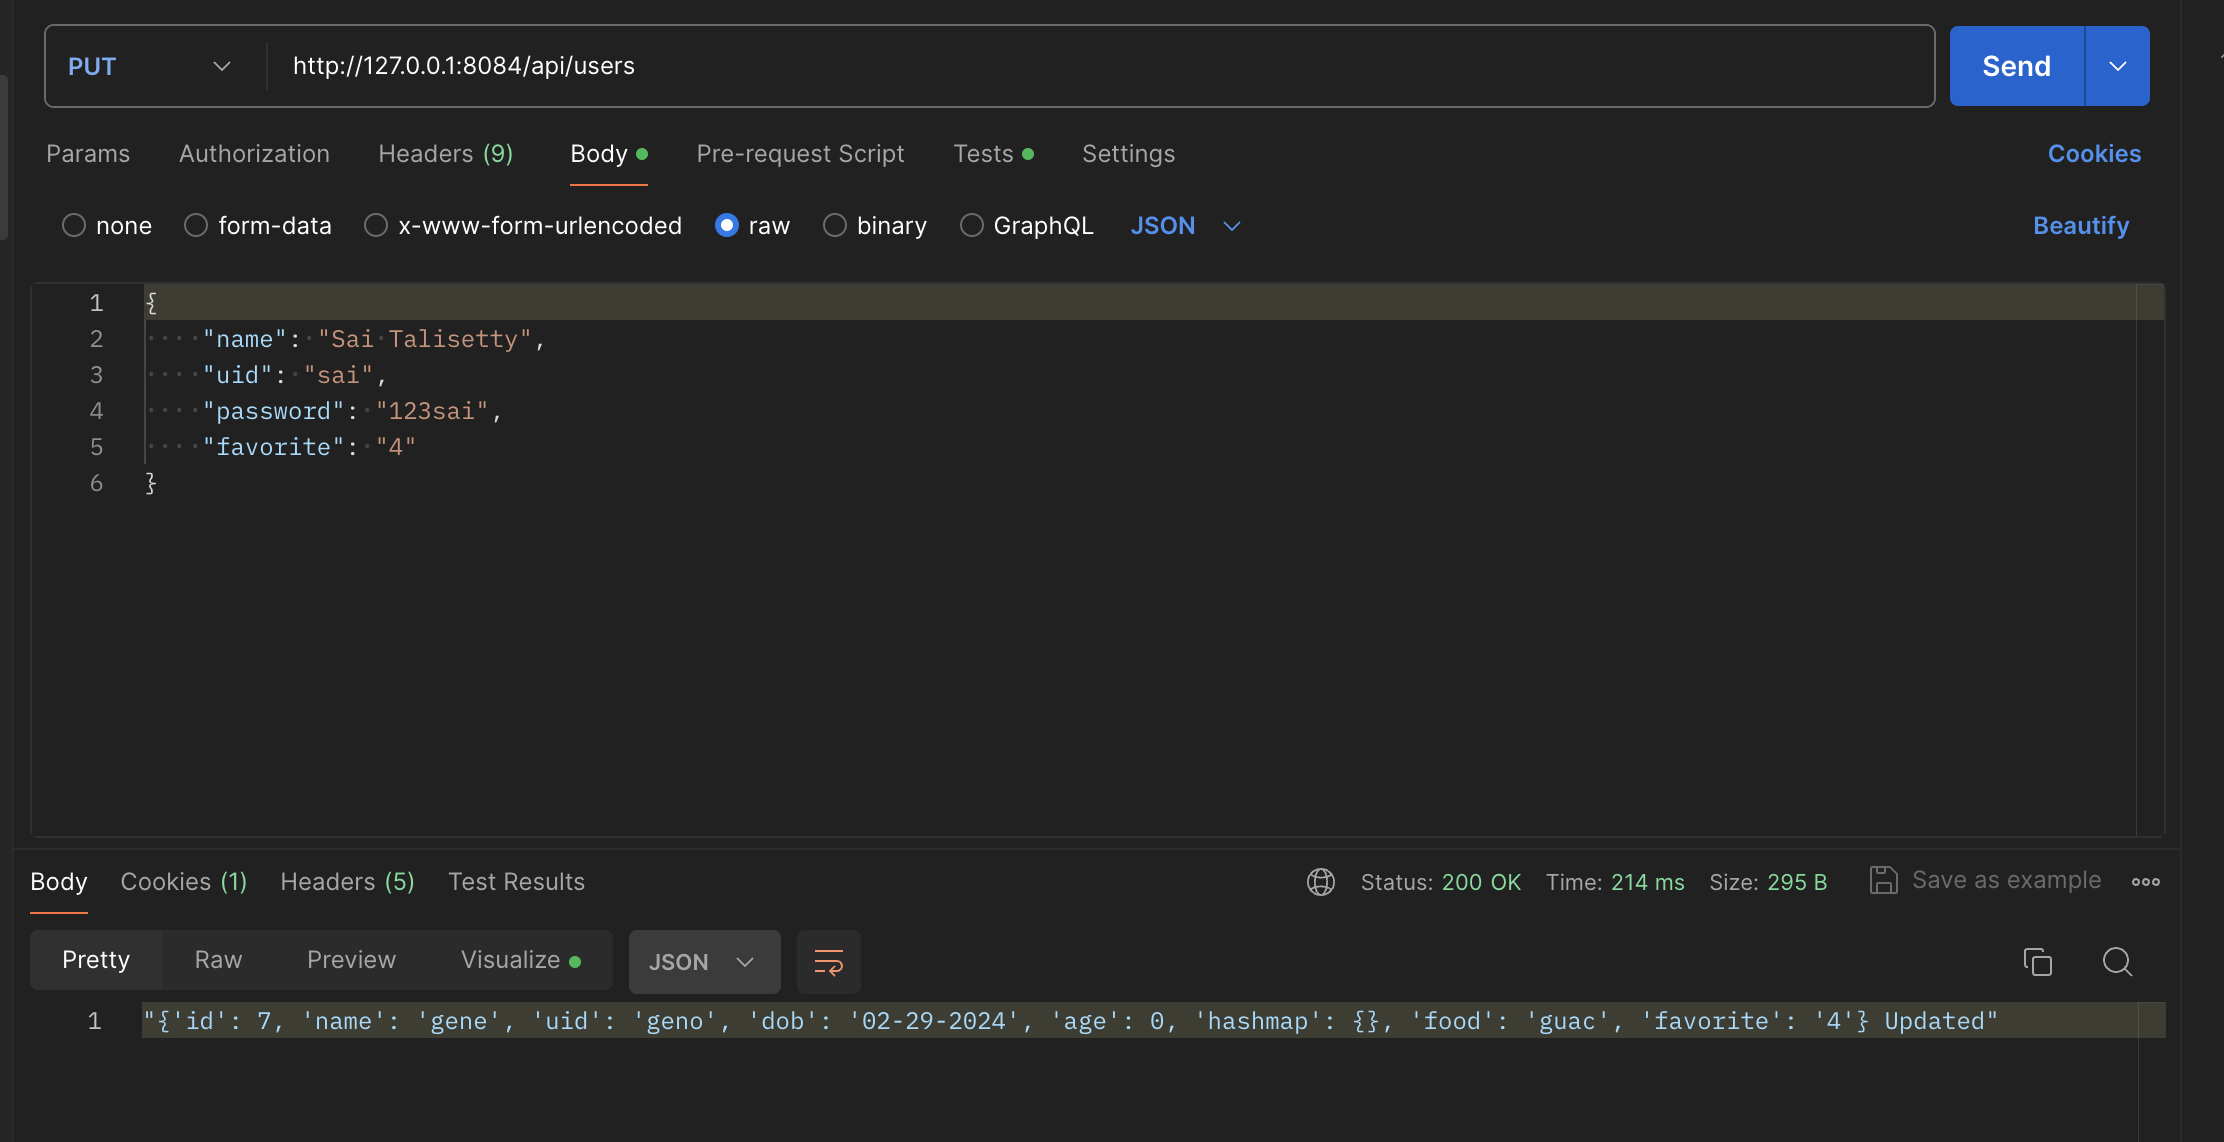 PUT http://127.0.0.1:8084/api/users Send
Params Authorization Headers (9) Body Pre-request Script Tests Settings Cookies
none form-data x-www-form-urlencoded raw binary GraphQL JSON Beautify
1 {
2 "name": "Sai Talisetty",
3 "uid": "sai",
4 "password": "123sai",
5 "favorite": "4"
6 }
Body Cookies (1) Headers (5) Test Results Status: 200 OK Time: 214 ms Size: 295 B Save as example
Pretty Raw Preview Visualize JSON
1 "{'id': 7, 'name': 'gene', 'uid': 'geno', 'dob': '02-29-2024', 'age': 0, 'hashmap': {}, 'food': 'guac', 'favorite': '4'} Updated"